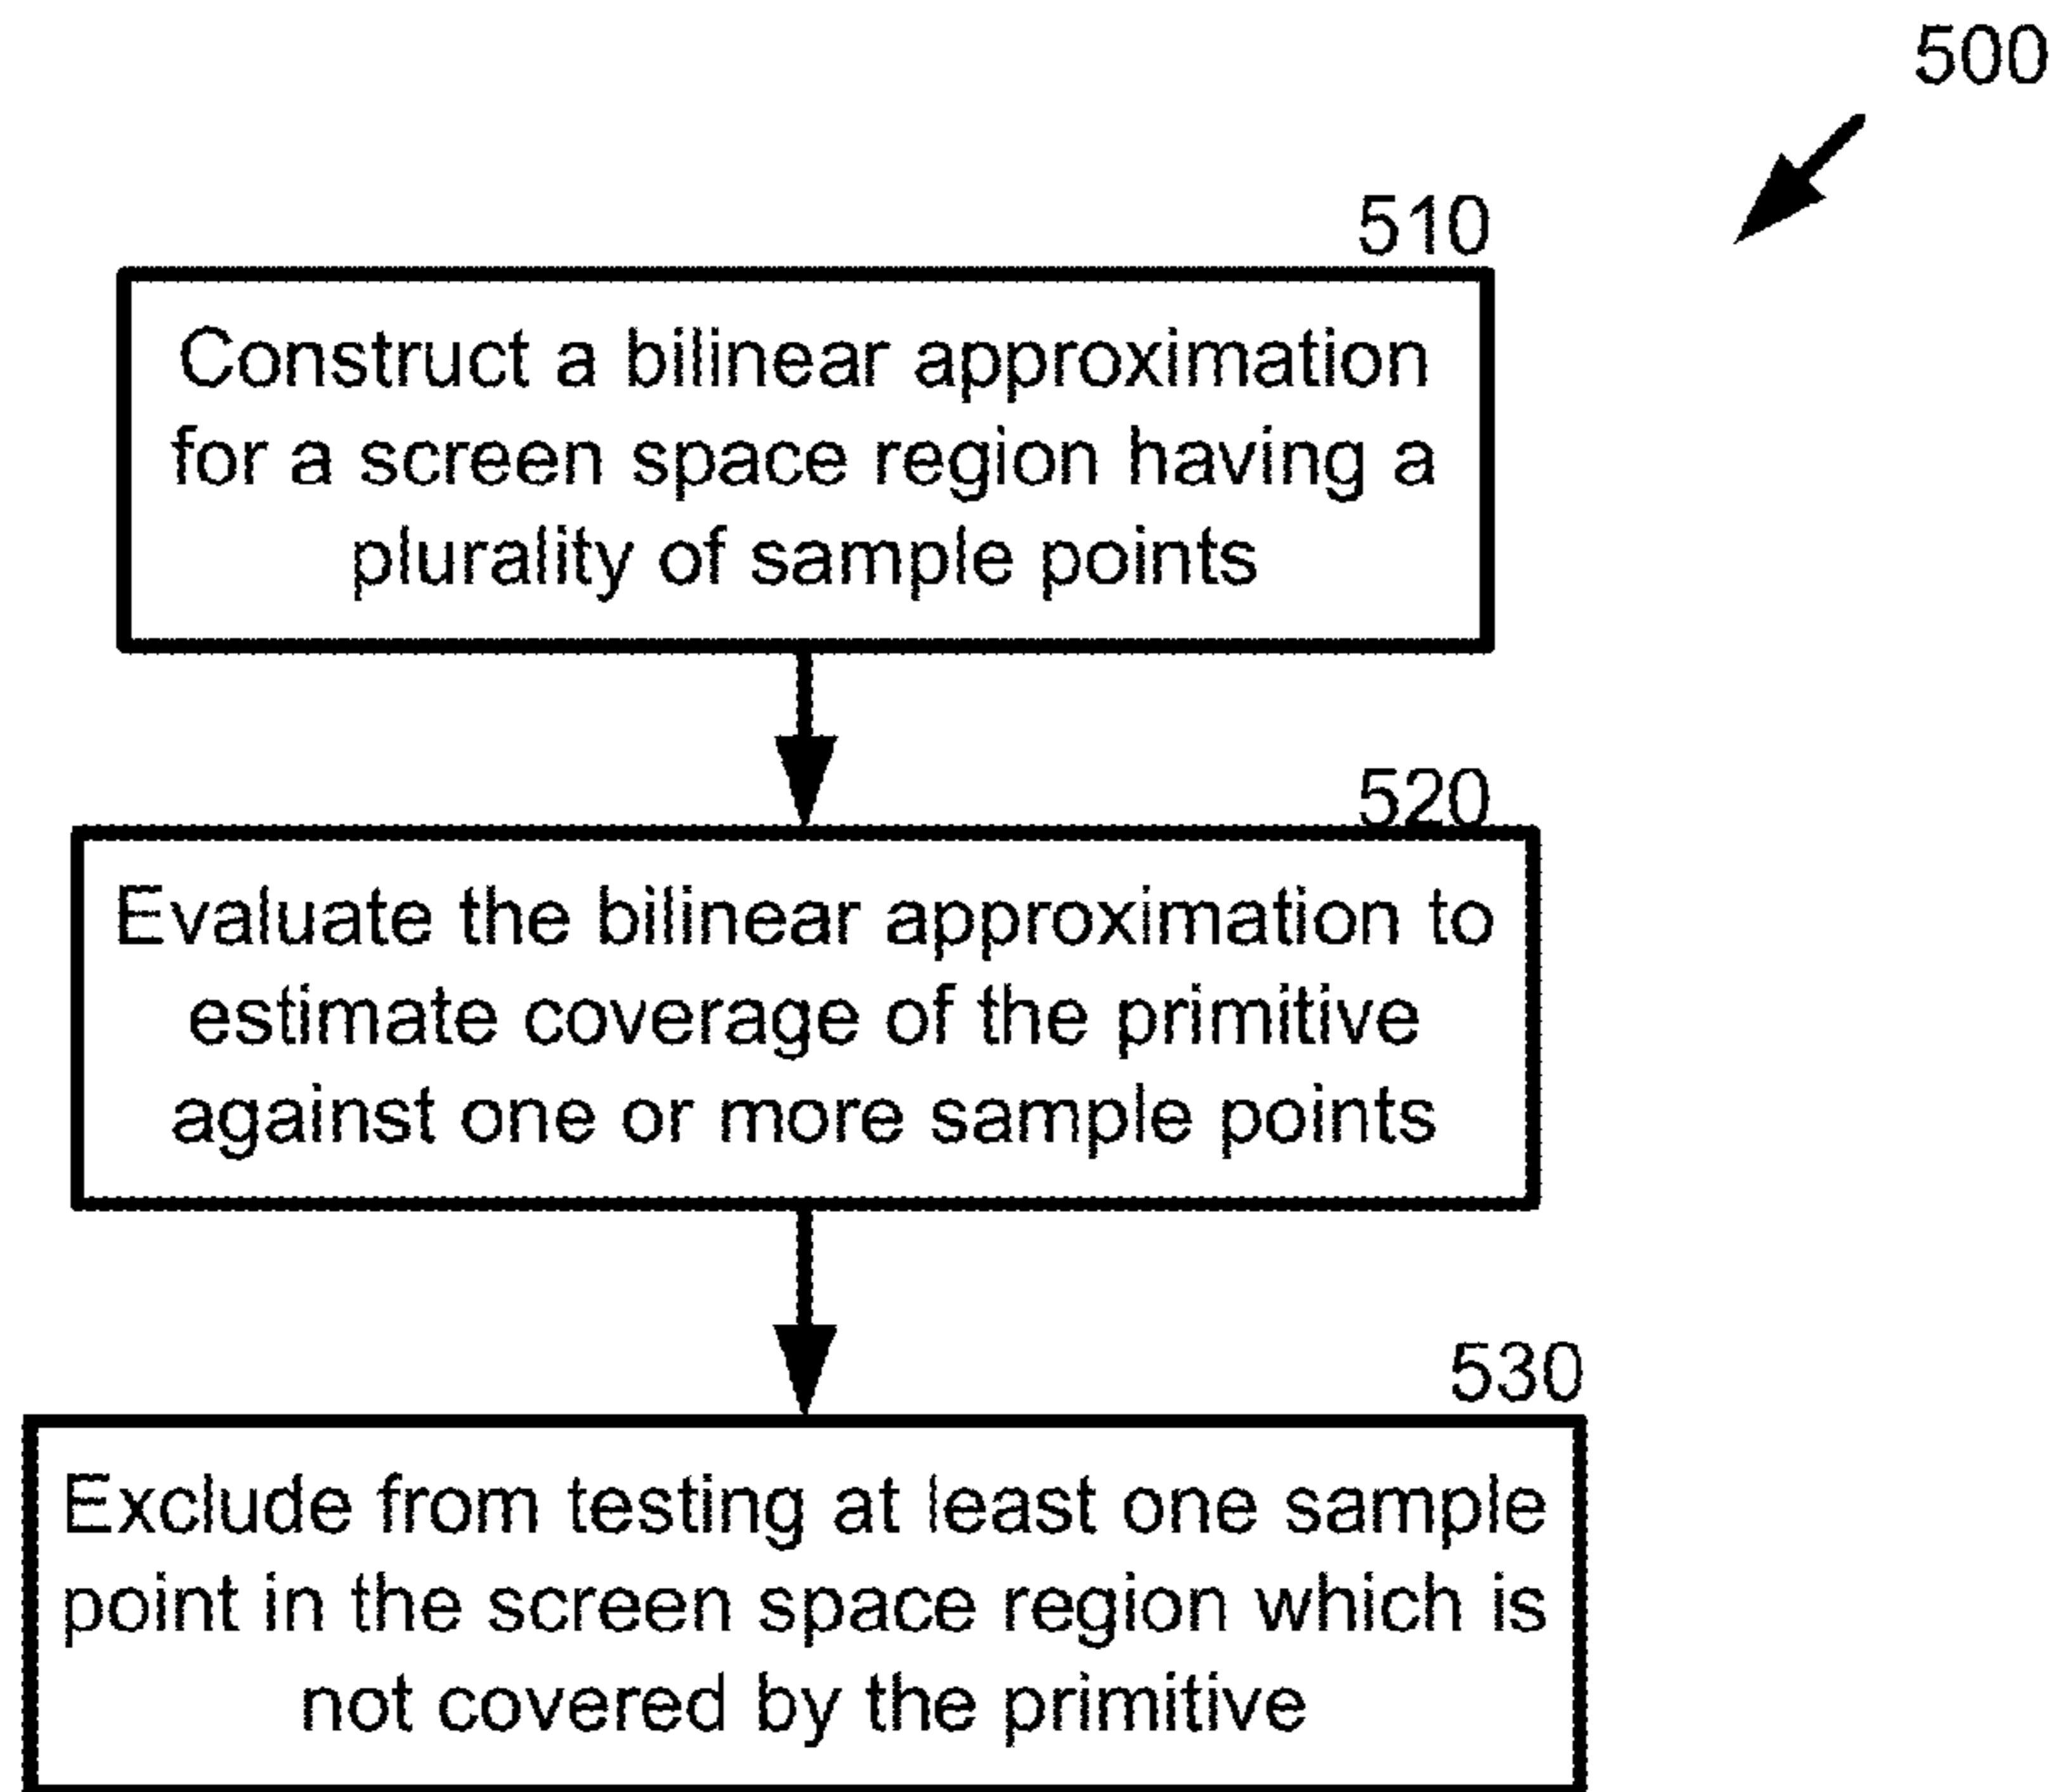 500
510
Construct a bilinear approximation
for a screen space region having a
plurality of sample points
520
Evaluate the bilinear approximation to
estimate coverage of the primitive
against one or more sample points
530
Exclude from testing at least one sample
point in the screen space region which is
not covered by the primitive